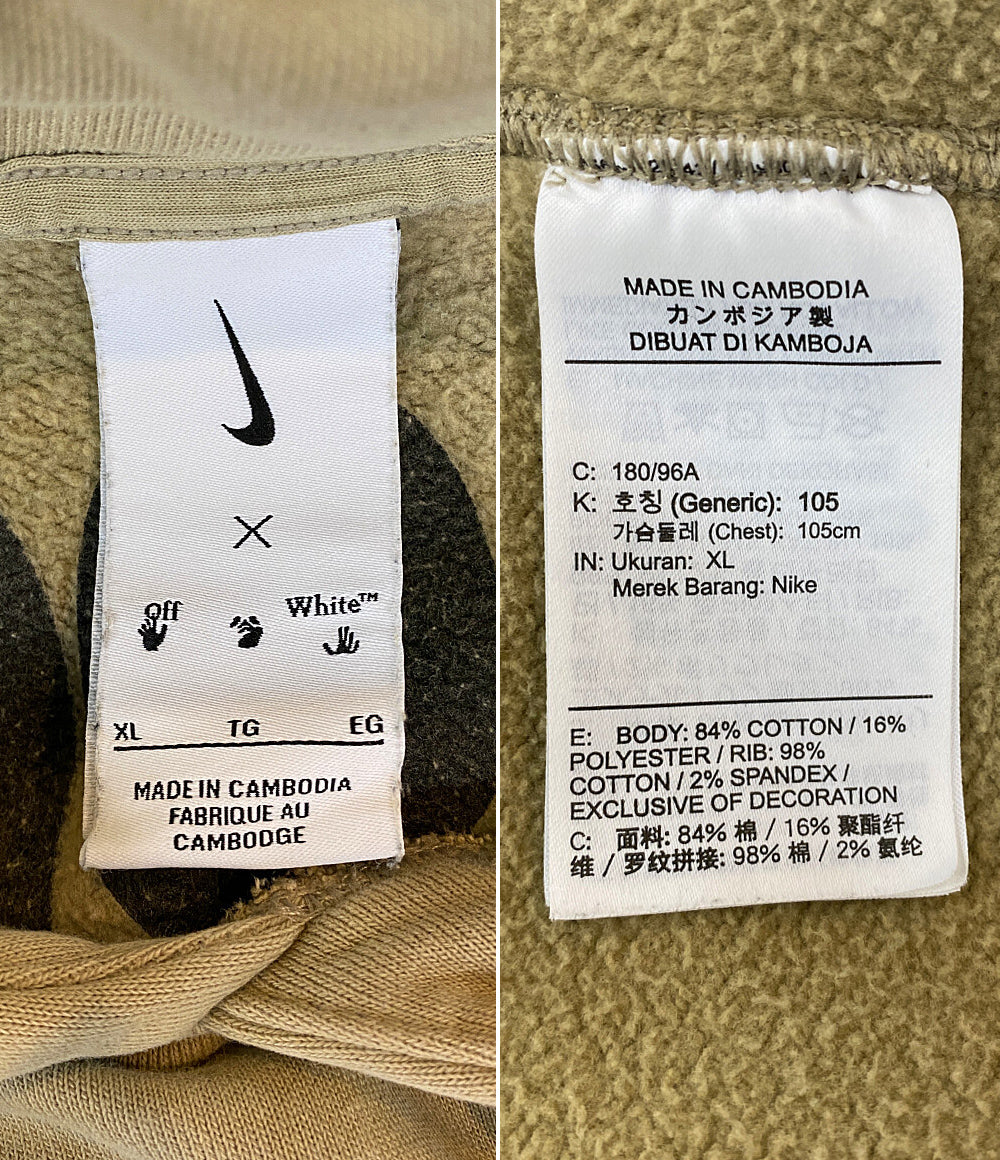 ×
Off White™
XL TG EG
MADE IN CAMBODIA
FABRIQUE AU
CAMBODGE
MADE IN CAMBODIA
カンボジア製
DIBUAT DI KAMBOJA
C: 180/96A
K: 호칭 (Generic): 105
가슴둘레 (Chest): 105cm
IN: Ukuran: XL
Merek Barang: Nike
E: BODY: 84% COTTON / 16%
POLYESTER / RIB: 98%
COTTON / 2% SPANDEX /
EXCLUSIVE OF DECORATION
C: 面料: 84% 棉 / 16% 聚酯纤
维 / 罗纹拼接: 98% 棉 / 2% 氨纶